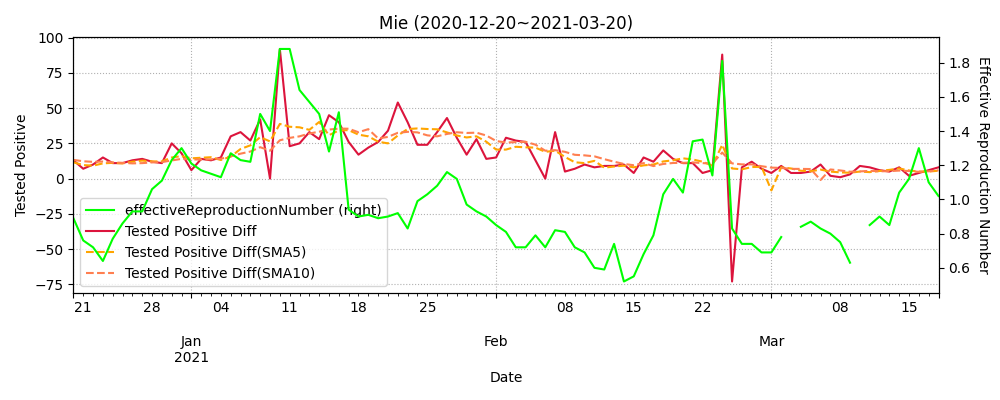 Mie (2020-12-20~2021-03-20)
Tested Positive
100
75
50
25
0
−25
−50
−75
effectiveReproductionNumber (right)
Tested Positive Diff
Tested Positive Diff(SMA5)
Tested Positive Diff(SMA10)
1.8
1.6
1.4
1.2
1.0
0.8
0.6
Effective Reproduction Number
21 28 04 11 18 25 08 15 22 08 15
Jan Feb Mar
2021
Date